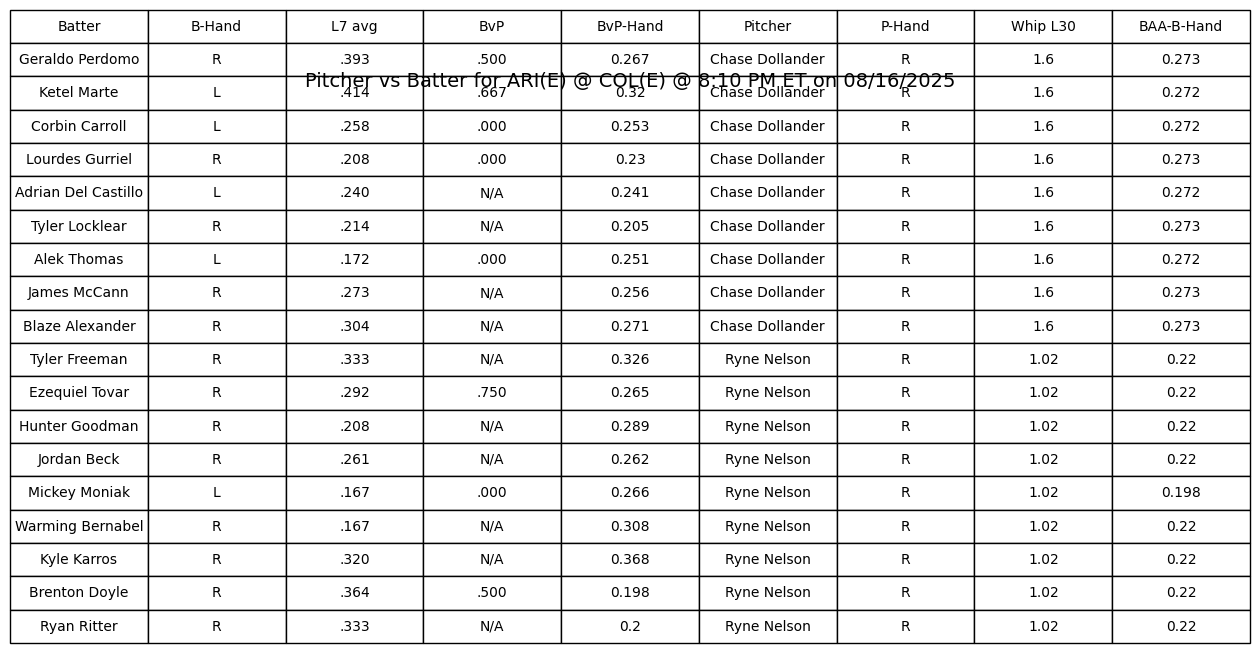 Batter B-Hand L7 avg BvP BvP-Hand Pitcher P-Hand Whip L30 BAA-B-Hand
Geraldo Perdomo R .393 .500 0.267 Chase Dollander R 1.6 0.273
Pitcher vs Batter for ARI(E) @ COL(E) @ 8:10 PM ET on 08/16/2025
Ketel Marte L .414 .667 0.32 Chase Dollander R 1.6 0.272
Corbin Carroll L .258 .000 0.253 Chase Dollander R 1.6 0.272
Lourdes Gurriel R .208 .000 0.23 Chase Dollander R 1.6 0.273
Adrian Del Castillo L .240 N/A 0.241 Chase Dollander R 1.6 0.272
Tyler Locklear R .214 N/A 0.205 Chase Dollander R 1.6 0.273
Alek Thomas L .172 .000 0.251 Chase Dollander R 1.6 0.272
James McCann R .273 N/A 0.256 Chase Dollander R 1.6 0.273
Blaze Alexander R .304 N/A 0.271 Chase Dollander R 1.6 0.273
Tyler Freeman R .333 N/A 0.326 Ryne Nelson R 1.02 0.22
Ezequiel Tovar R .292 .750 0.265 Ryne Nelson R 1.02 0.22
Hunter Goodman R .208 N/A 0.289 Ryne Nelson R 1.02 0.22
Jordan Beck R .261 N/A 0.262 Ryne Nelson R 1.02 0.22
Mickey Moniak L .167 .000 0.266 Ryne Nelson R 1.02 0.198
Warming Bernabel R .167 N/A 0.308 Ryne Nelson R 1.02 0.22
Kyle Karros R .320 N/A 0.368 Ryne Nelson R 1.02 0.22
Brenton Doyle R .364 .500 0.198 Ryne Nelson R 1.02 0.22
Ryan Ritter R .333 N/A 0.2 Ryne Nelson R 1.02 0.22